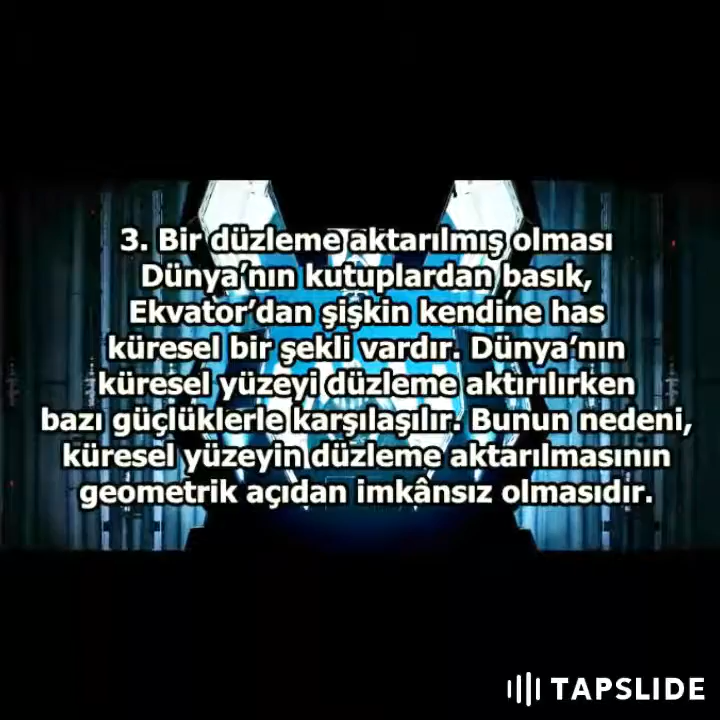 3. Bir düzleme aktarılmış olması
Dünya'nın kutuplardan basık,
Ekvator'dan şişkin kendine has
küresel bir şekli vardır. Dünya'nın
küresel yüzeyi düzleme aktırılırken
bazı güçlüklerle karşılaşılır. Bunun nedeni,
küresel yüzeyin düzleme aktarılmasının
geometrik açıdan imkânsız olmasıdır.
TAPSLIDE